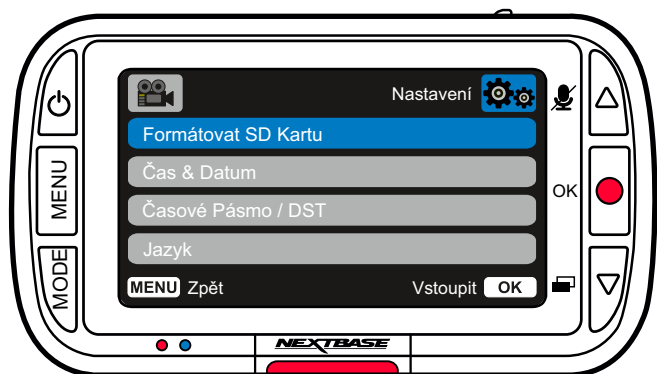 Nastavení
Formátovat SD Kartu
Čas & Datum
Časové Pásmo / DST
Jazyk
MENU Zpět
Vstoupit OK
MENU
MODE
OK
NEXTBASE